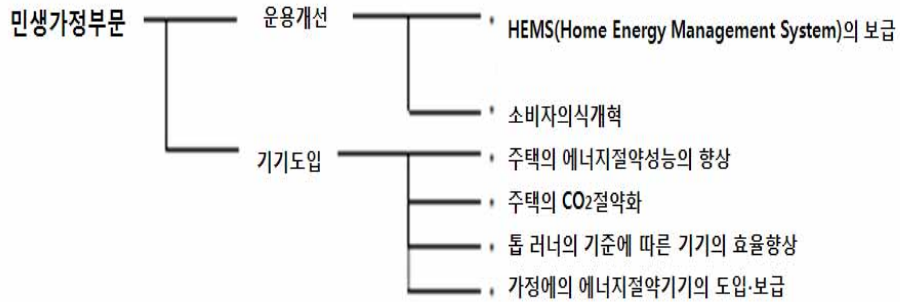 민생가정부문
운용개선
HEMS(Home Energy Management System)의 보급
소비자의식개혁
기기도입
주택의 에너지절약성능의 향상
주택의 CO2절약화
톱 러너의 기준에 따른 기기의 효율향상
가정에의 에너지절약기기의 도입·보급